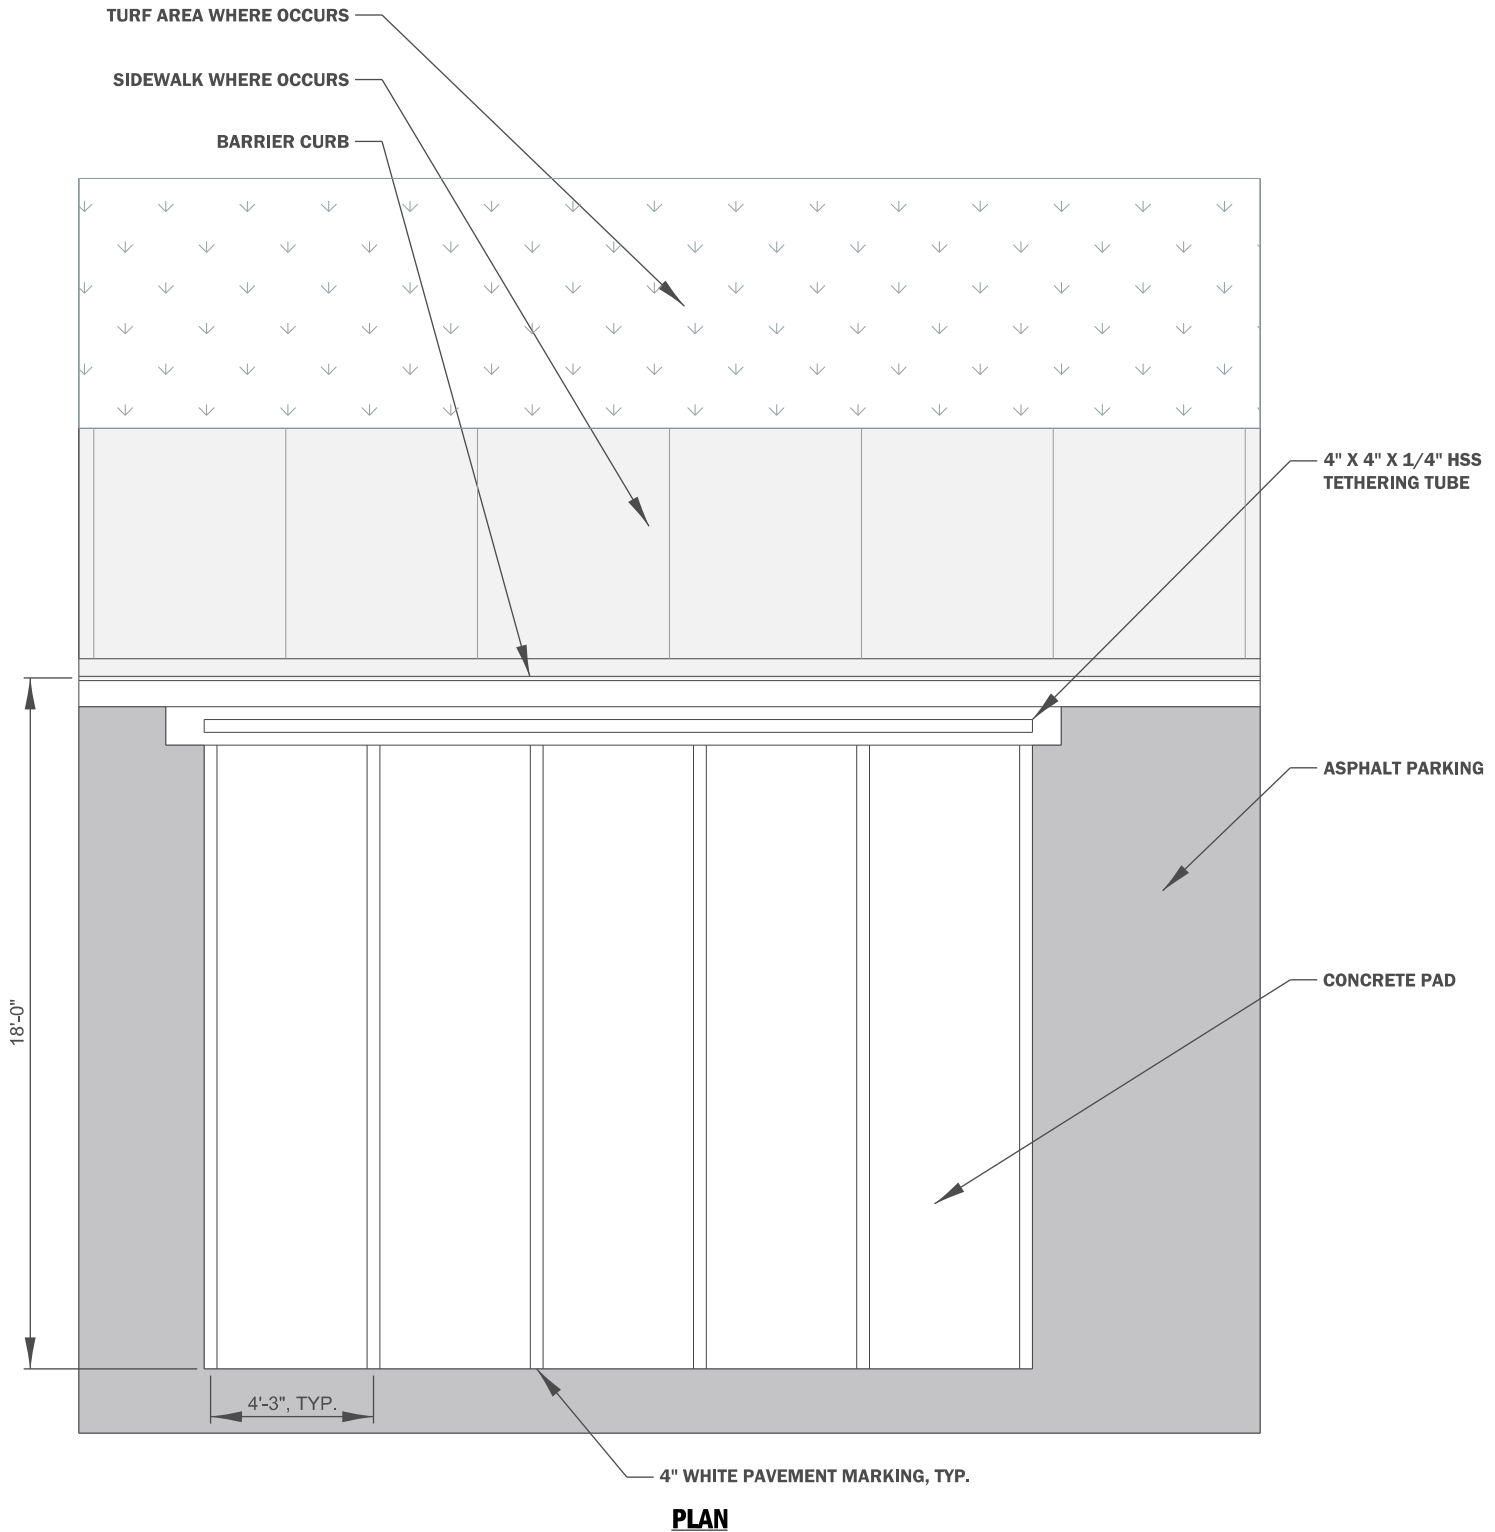 TURF AREA WHERE OCCURS
SIDEWALK WHERE OCCURS
BARRIER CURB
4" X 4" X 1/4" HSS
TETHERING TUBE
ASPHALT PARKING
CONCRETE PAD
18'-0"
4'-3", TYP.
4" WHITE PAVEMENT MARKING, TYP.
PLAN